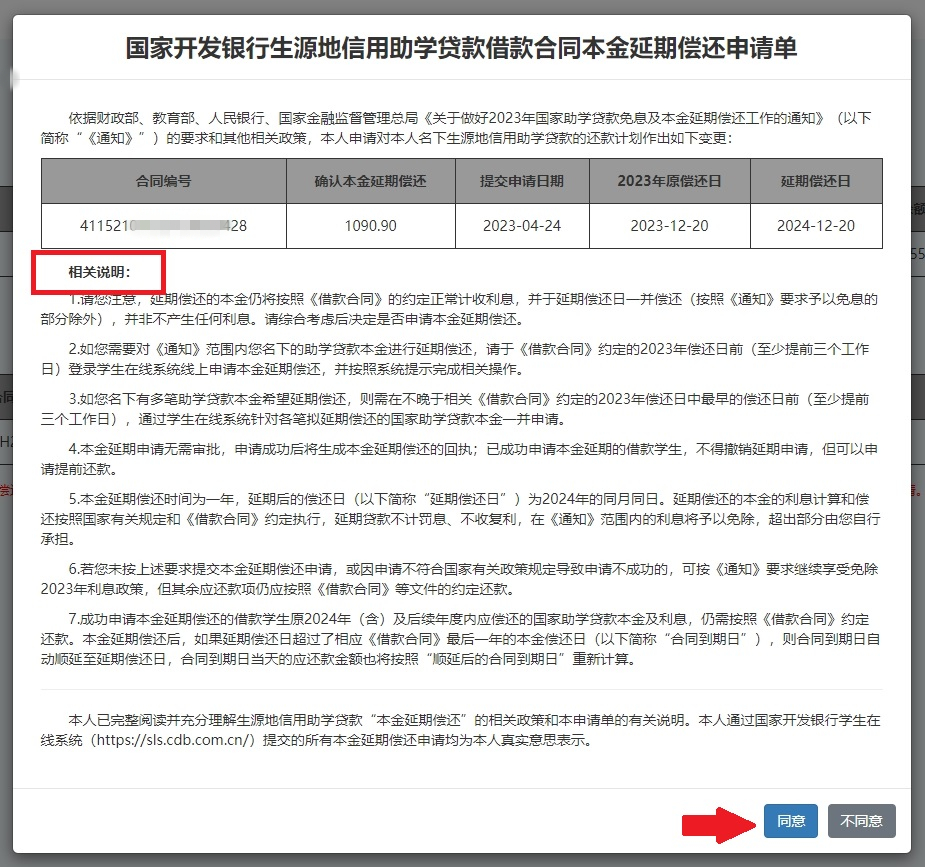 国家开发银行生源地信用助学贷款借款合同本金延期偿还申请单
依据财政部、教育部、人民银行、国家金融监督管理总局《关于做好2023年国家助学贷款免息及本金延期偿还工作的通知》（以下
简称“《通知》”）的要求和其他相关政策，本人申请对本人名下生源地信用助学贷款的还款计划作出如下变更：
合同编号 确认本金延期偿还 提交申请日期 2023年原偿还日 延期偿还日
4115210 428 1090.90 2023-04-24 2023-12-20 2024-12-20
相关说明：
1.请您注意，延期偿还的本金仍将按照《借款合同》的约定正常计收利息，并于延期偿还日一并偿还（按照《通知》要求予以免息的
部分除外），并非不产生任何利息。请综合考虑后决定是否申请本金延期偿还。
2.如您需要对《通知》范围内您名下的助学贷款本金进行延期偿还，请于《借款合同》约定的2023年偿还日前（至少提前三个工作
日）登录学生在线系统线上申请本金延期偿还，并按照系统提示完成相关操作。
3.如您名下有多笔助学贷款本金希望延期偿还，则需在不晚于相关《借款合同》约定的2023年偿还日中最早的偿还日前（至少提前
三个工作日），通过学生在线系统针对各笔拟延期偿还的国家助学贷款本金一并申请。
4.本金延期申请无需审批，申请成功后将生成本金延期偿还的回执；已成功申请本金延期的借款学生，不得撤销延期申请，但可以申
请提前还款。
5.本金延期偿还时间为一年，延期后的偿还日（以下简称“延期偿还日”）为2024年的同月同日。延期偿还的本金的利息计算和偿
还按照国家有关规定和《借款合同》约定执行，延期贷款不计罚息、不收复利，在《通知》范围内的利息将予以免除，超出部分由您自行
承担。
6.若您未按上述要求提交本金延期偿还申请，或因申请不符合国家有关政策规定导致申请不成功的，可按《通知》要求继续享受免除
2023年利息政策，但其余应还款项仍应按照《借款合同》等文件的约定还款。
7.成功申请本金延期偿还的借款学生原2024年（含）及后续年度内应偿还的国家助学贷款本金及利息，仍需按照《借款合同》约定
还款。本金延期偿还后，如果延期偿还日超过了相应《借款合同》最后一年的本金偿还日（以下简称“合同到期日”），则合同到期日自
动顺延至延期偿还日，合同到期日当天的应还款金额也将按照“顺延后的合同到期日”重新计算。
本人已完整阅读并充分理解生源地信用助学贷款“本金延期偿还”的相关政策和本申请单的有关说明。本人通过国家开发银行学生在
线系统（https://sls.cdb.com.cn/）提交的所有本金延期偿还申请均为本人真实意思表示。
同意 不同意